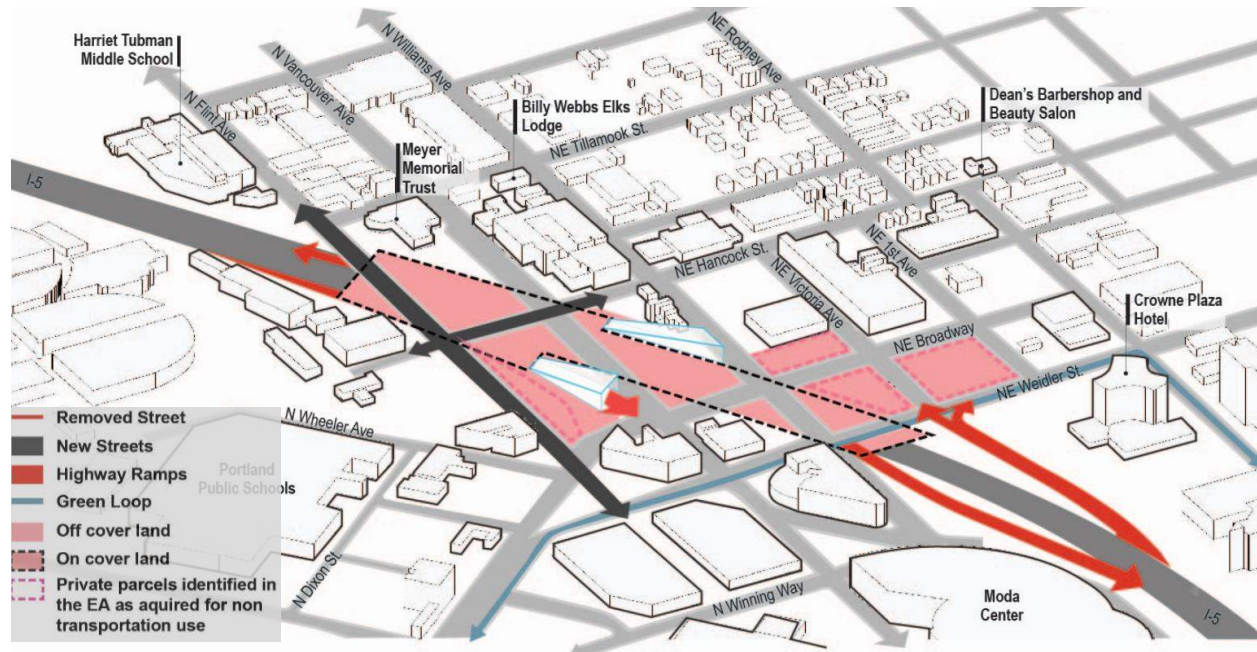 Harriet Tubman
Middle School
N Flint Ave
N Vancouver Ave
N Williams Ave
NE Rodney Ave
Billy Webbs Elks
Lodge
Meyer
Memorial
Trust
NE Tillamook St.
Dean's Barbershop and
Beauty Salon
I-5
NE Hancock St.
NE Victoria Ave
NE 1st Ave
NE Broadway
NE Weidler St.
Crowne Plaza
Hotel
N Wheeler Ave
Portland
Public Schools
N Dixon St.
N Winning Way
Moda
Center
I-5
Removed Street
New Streets
Highway Ramps
Green Loop
Off cover land
On cover land
Private parcels identified in
the EA as aquired for non
transportation use